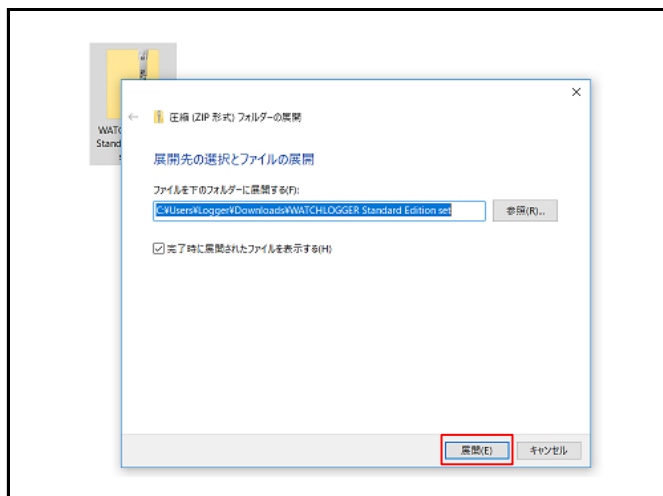 WATC
Stand
s
圧縮 (ZIP 形式) フォルダーの展開
展開先の選択とファイルの展開
ファイルを下のフォルダーに展開する(F):
C:¥Users¥Logger¥Downloads¥WATCHLOGGER Standard Edition set
参照(R)...
完了時に展開されたファイルを表示する(H)
展開(E)
キャンセル